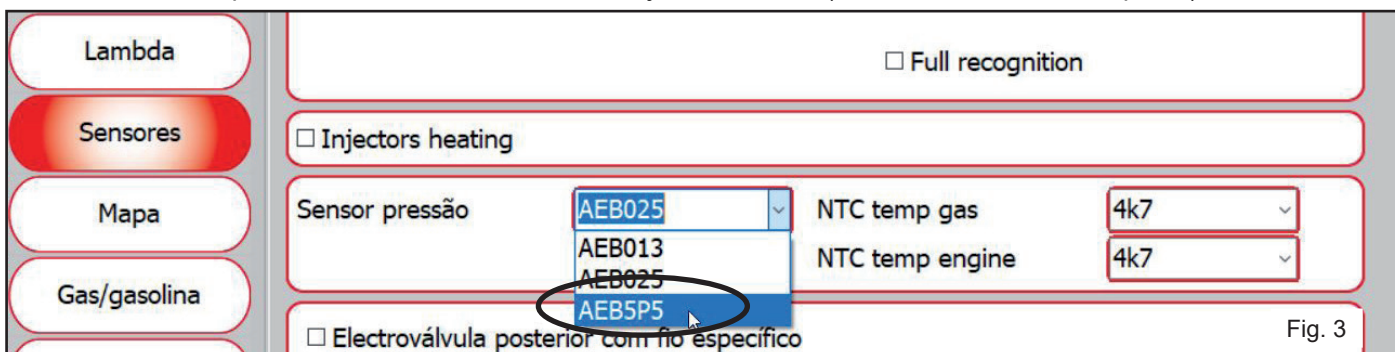 Lambda
Sensores
Mapa
Gas/gasolina
☐ Full recognition
☐ Injectors heating
Sensor pressão
AEB025
AEB013
AEB025
AEB5P5
NTC temp gas
4k7
NTC temp engine
4k7
☐ Electroválvula posterior com fio específico
Fig. 3